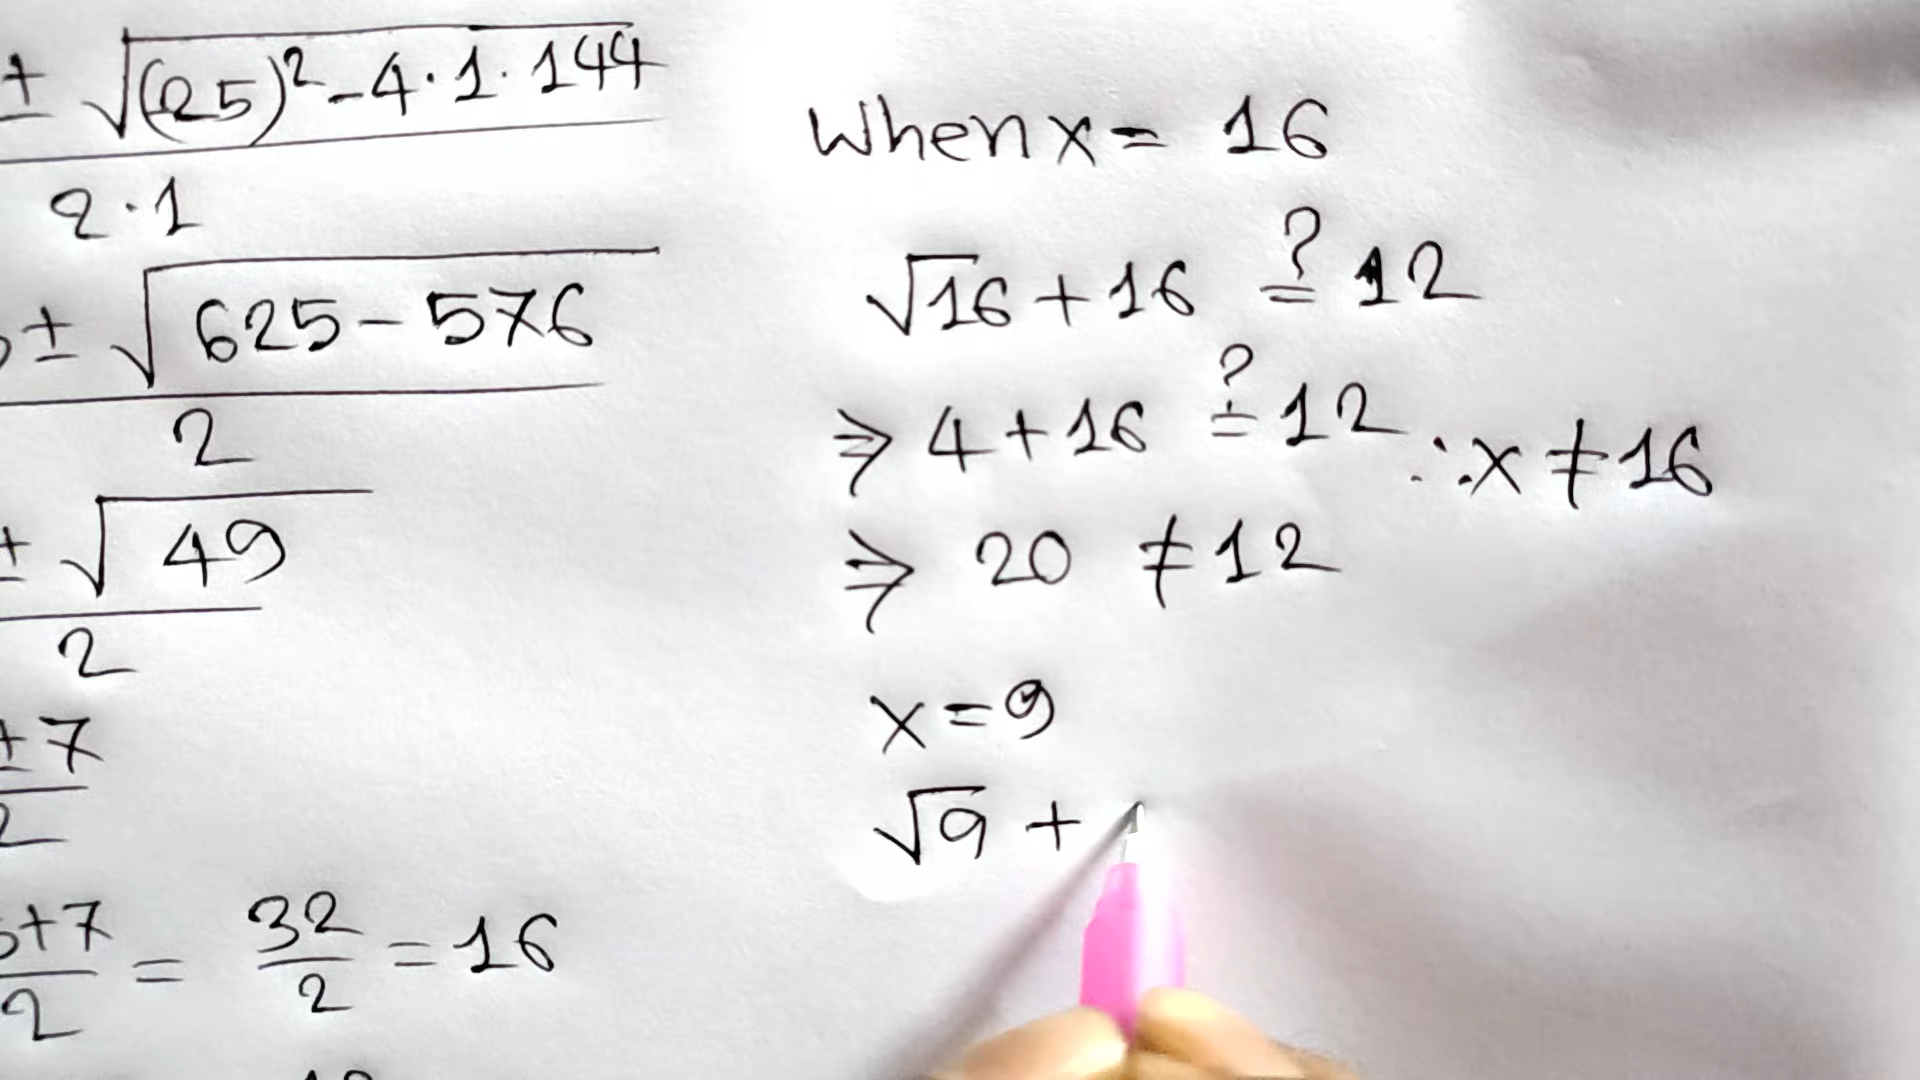 ± √(25)² - 4·1·144
2·1
± √625 - 576
2
± √49
2
±7
2
+7
2
= 32/2 = 16
When x = 16
√16 + 16 ≟ 12
⇒ 4 + 16 ≟ 12 ∴ x ≠ 16
⇒ 20 ≠ 12
x = 9
√9 +